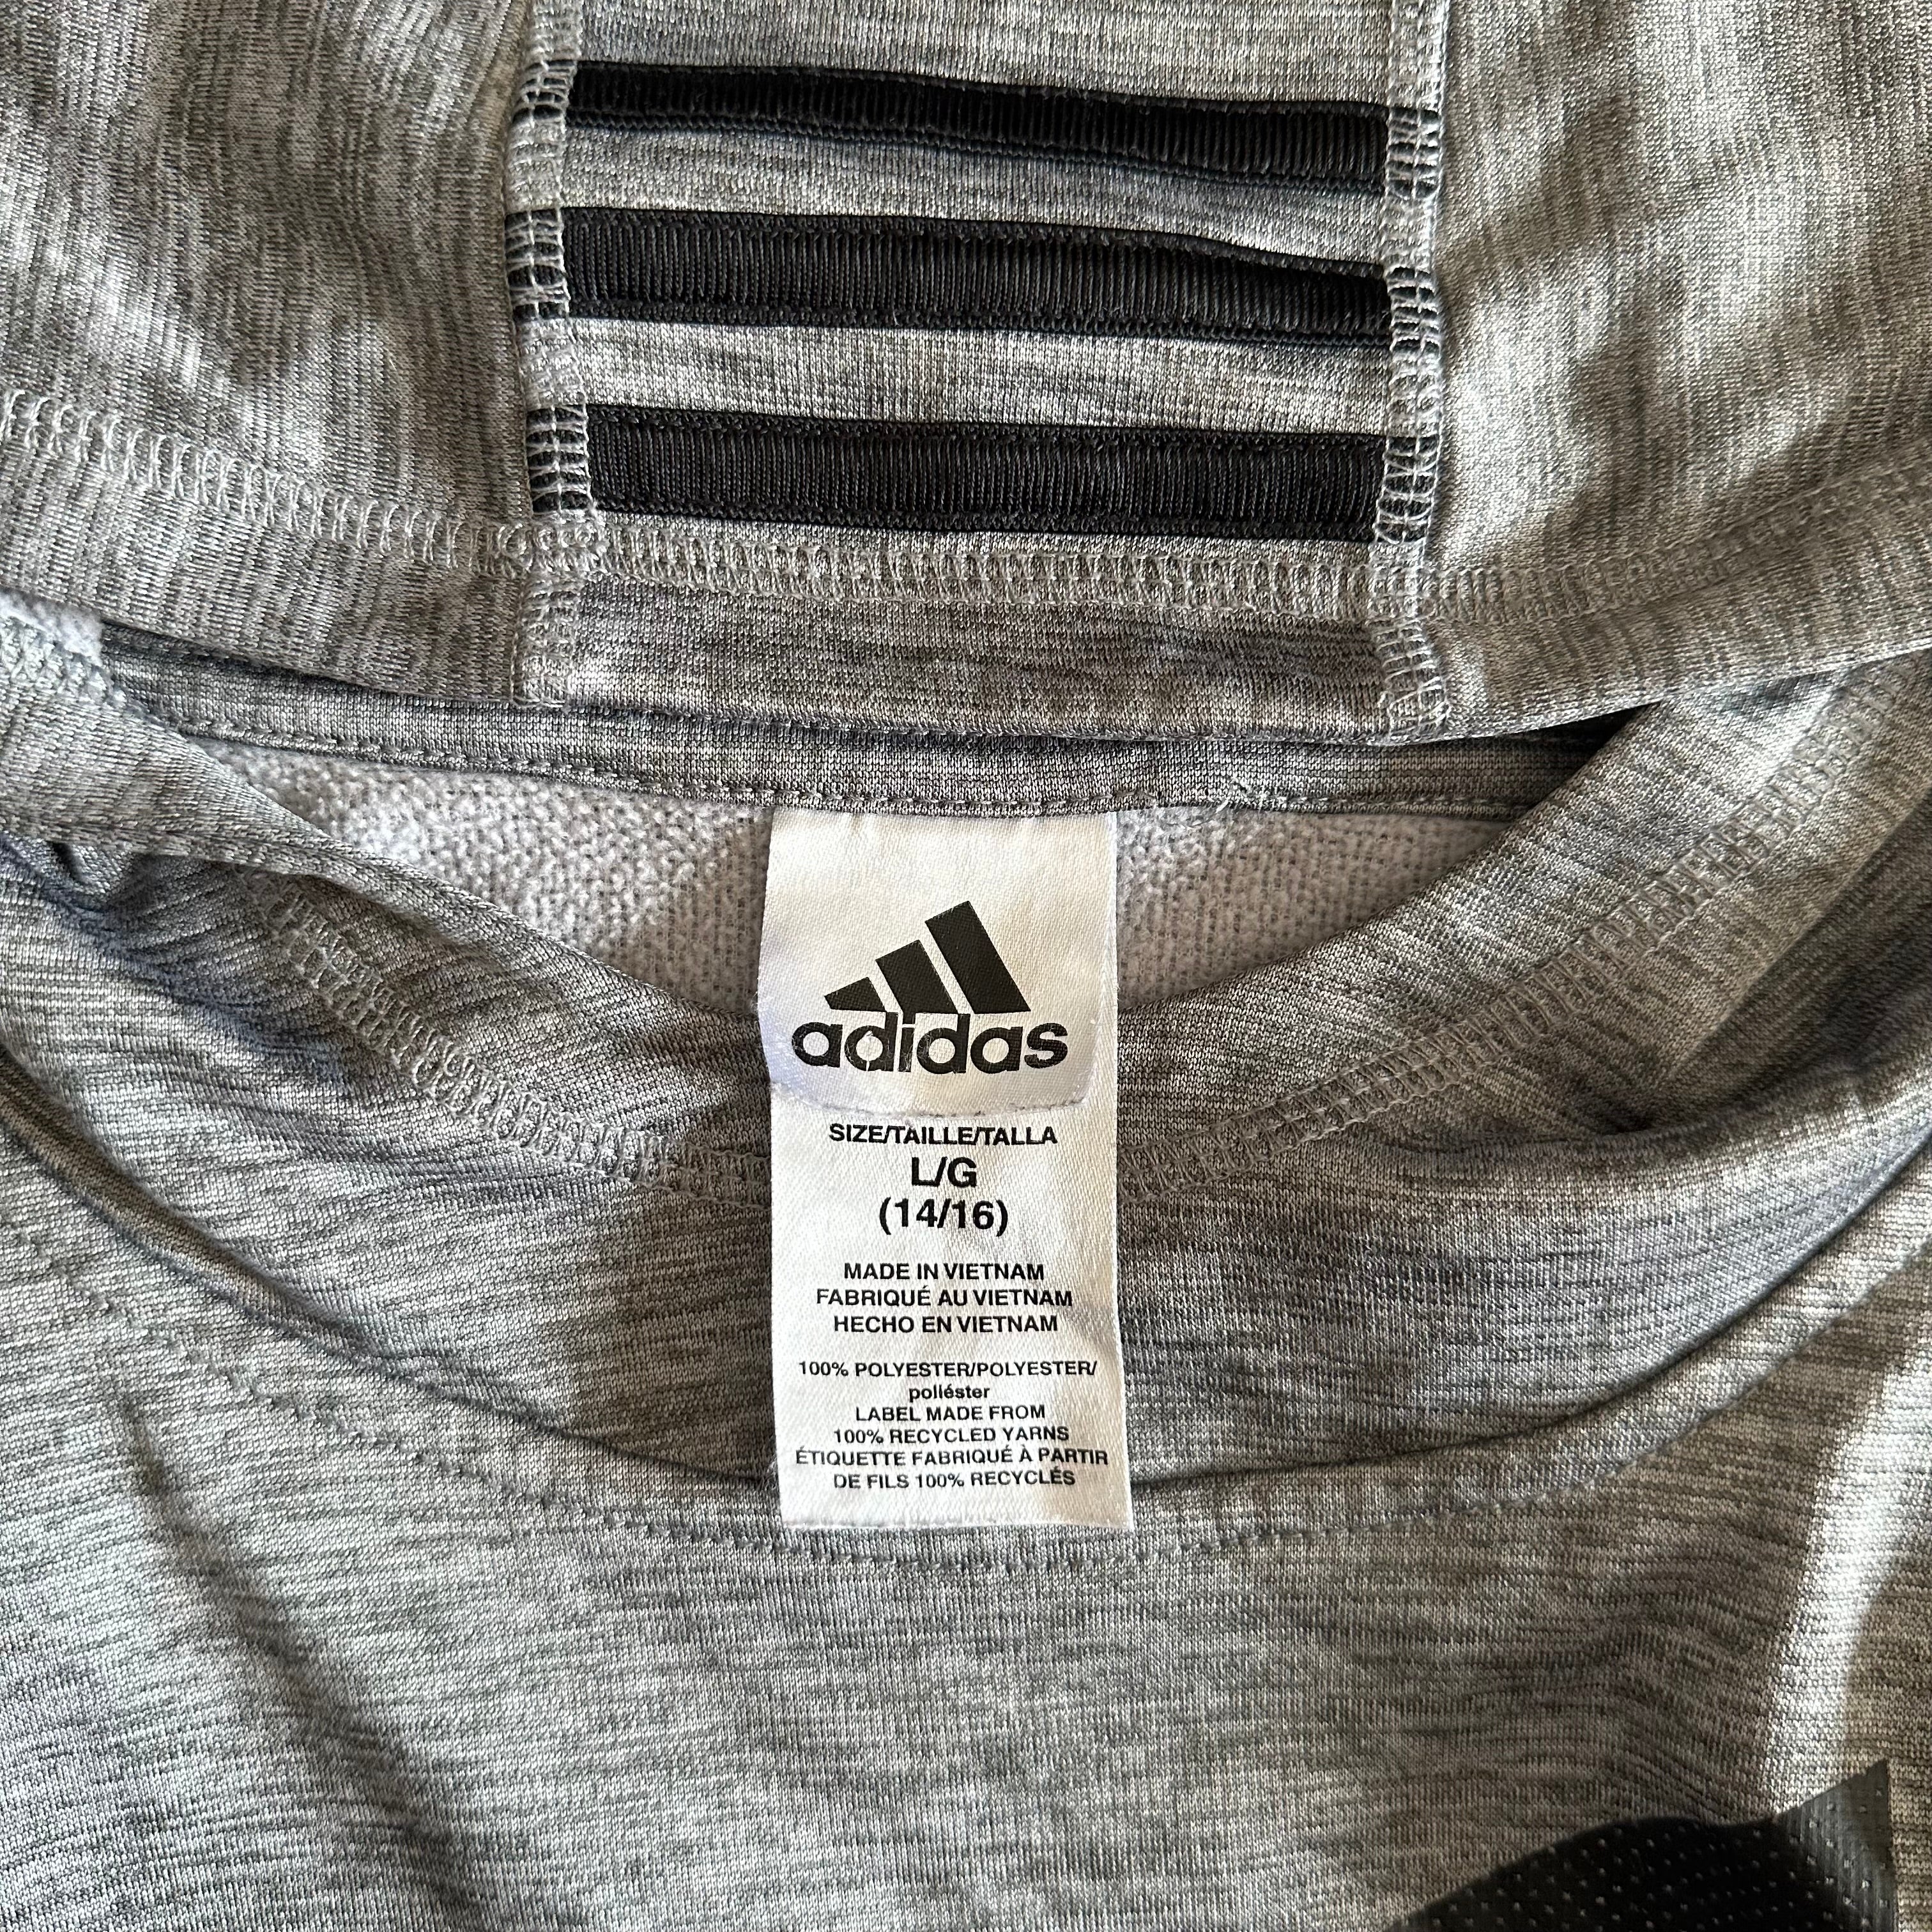 adidas
SIZE/TAILLE/TALLA
L/G
(14/16)
MADE IN VIETNAM
FABRIQUÉ AU VIETNAM
HECHO EN VIETNAM
100% POLYESTER/POLYESTER/
poliéster
LABEL MADE FROM
100% RECYCLED YARNS
ÉTIQUETTE FABRIQUÉ À PARTIR
DE FILS 100% RECYCLÉS